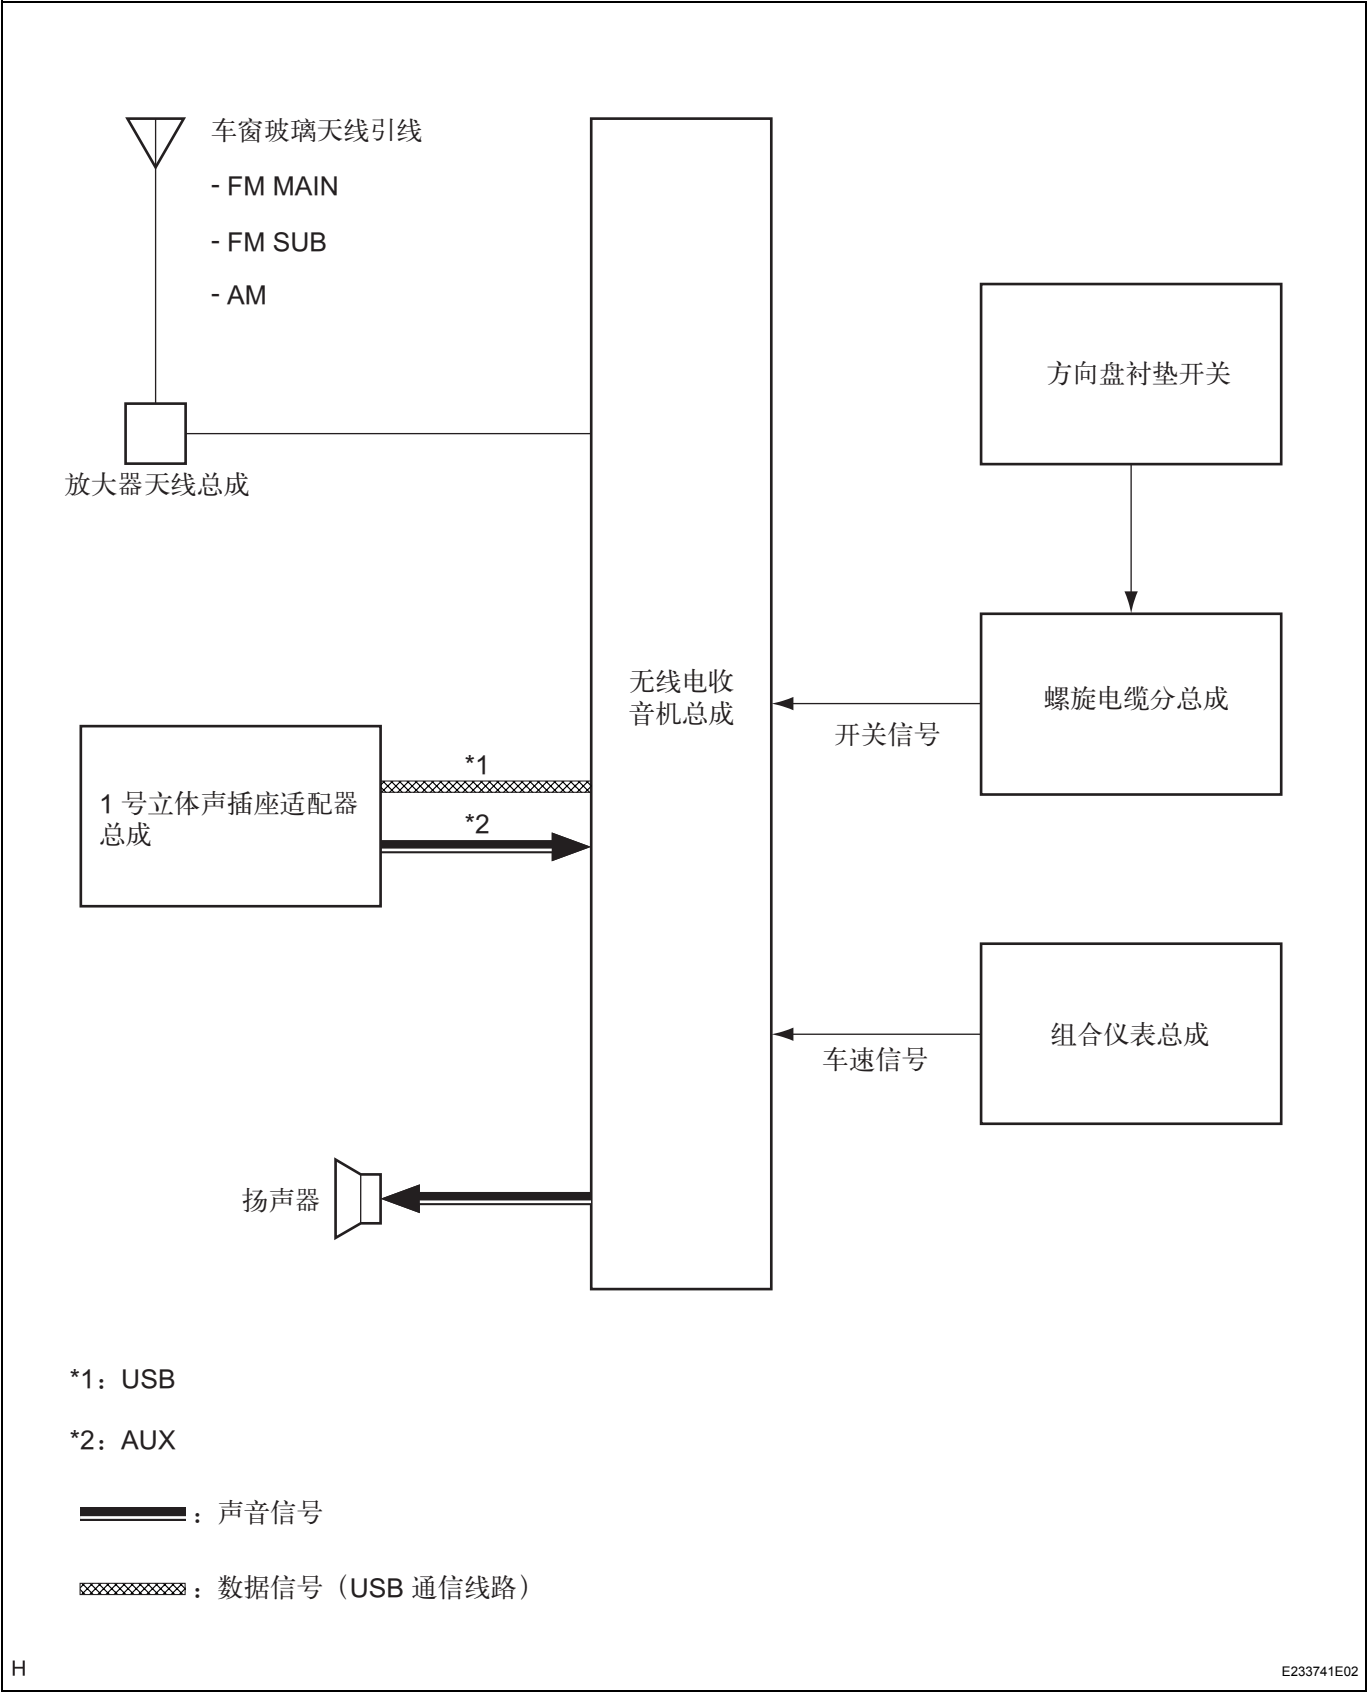 车窗玻璃天线引线
- FM MAIN
- FM SUB
- AM
放大器天线总成
方向盘衬垫开关
无线电收
音机总成
螺旋电缆分总成
开关信号
*1
1 号立体声插座适配器
总成
*2
组合仪表总成
车速信号
扬声器
*1：USB
*2：AUX
：声音信号
：数据信号（USB 通信线路）
H
E233741E02